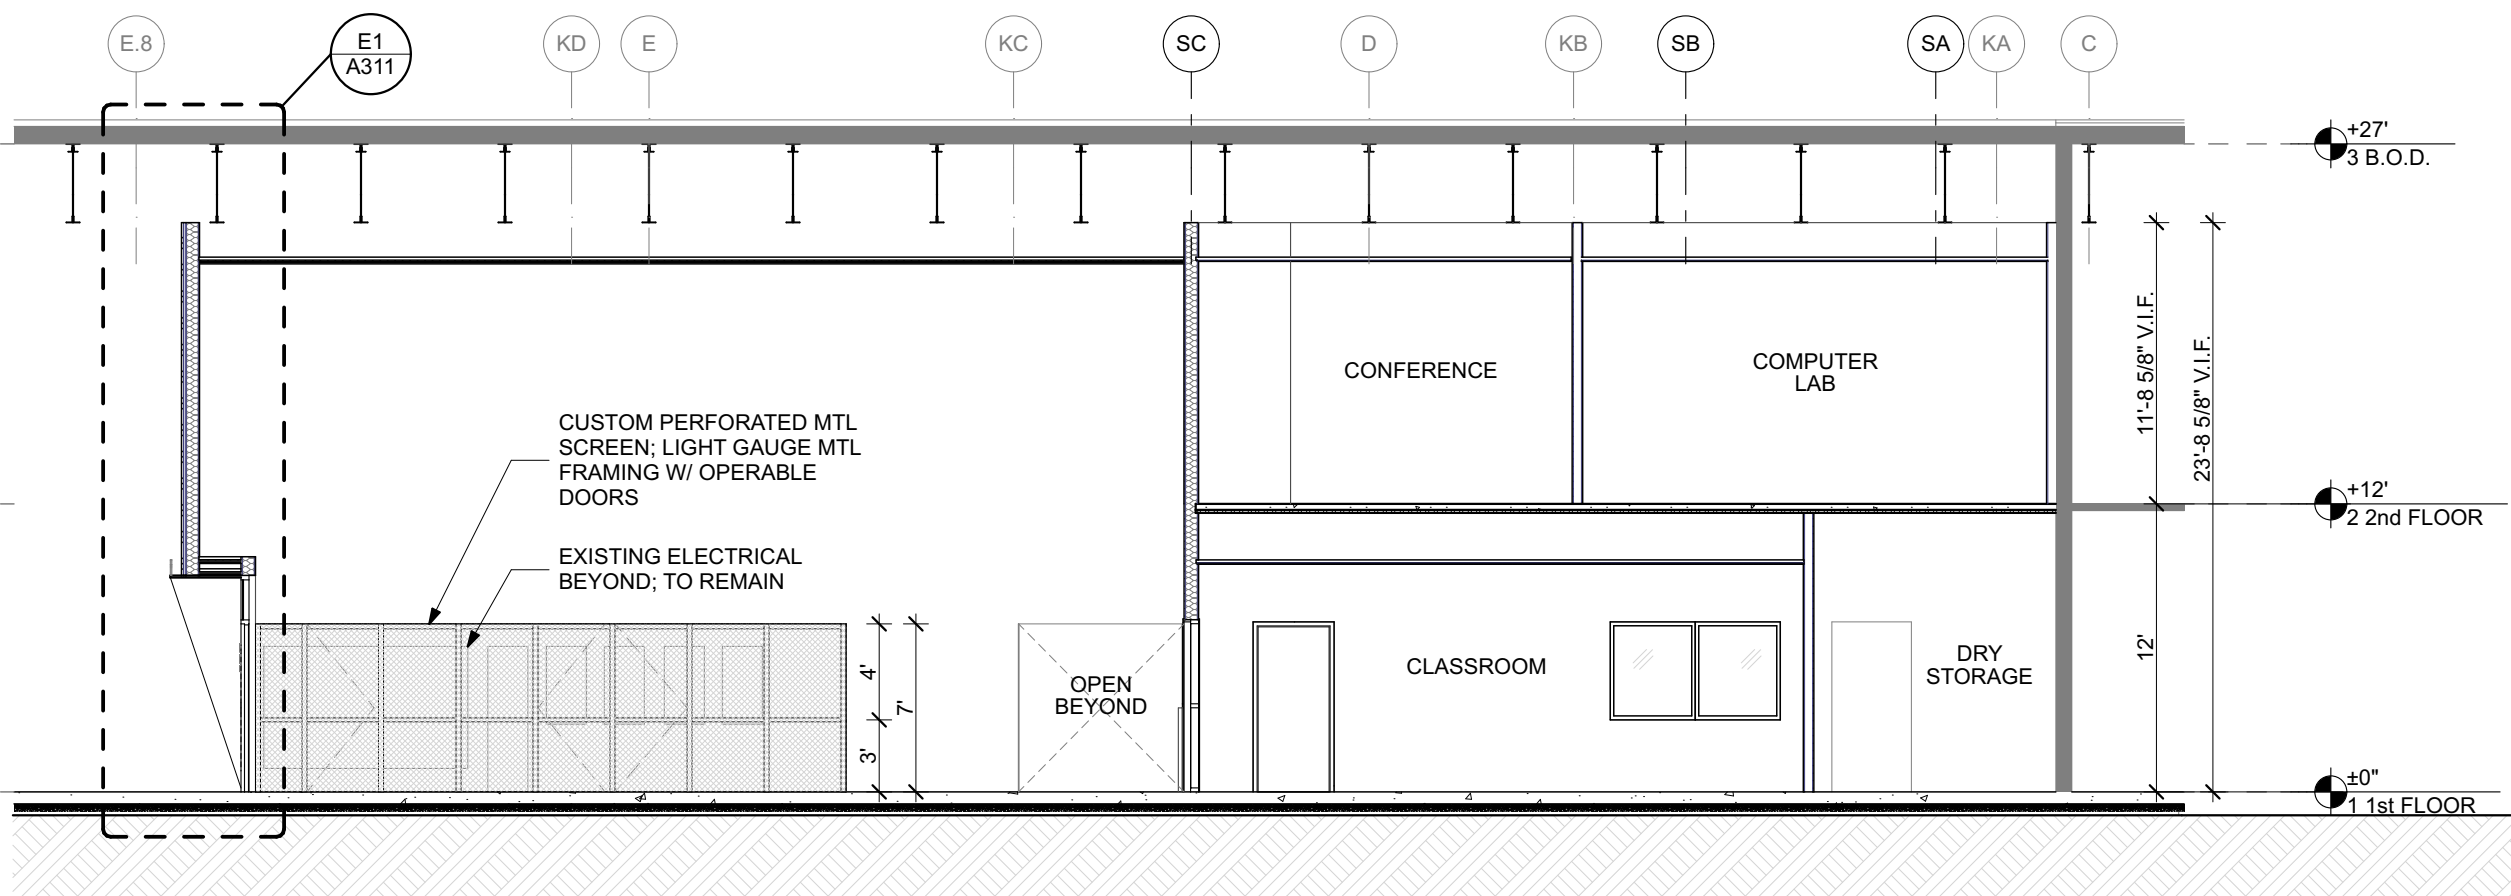 E.8
E1
A311
KD
E
KC
SC
D
KB
SB
SA
KA
C
+27'
3 B.O.D.
CONFERENCE
COMPUTER
LAB
11'-8 5/8" V.I.F.
23'-8 5/8" V.I.F.
CUSTOM PERFORATED MTL
SCREEN; LIGHT GAUGE MTL
FRAMING W/ OPERABLE
DOORS
+12'
2 2nd FLOOR
EXISTING ELECTRICAL
BEYOND; TO REMAIN
4'
7'
3'
OPEN
BEYOND
CLASSROOM
DRY
STORAGE
12'
±0"
1 1st FLOOR